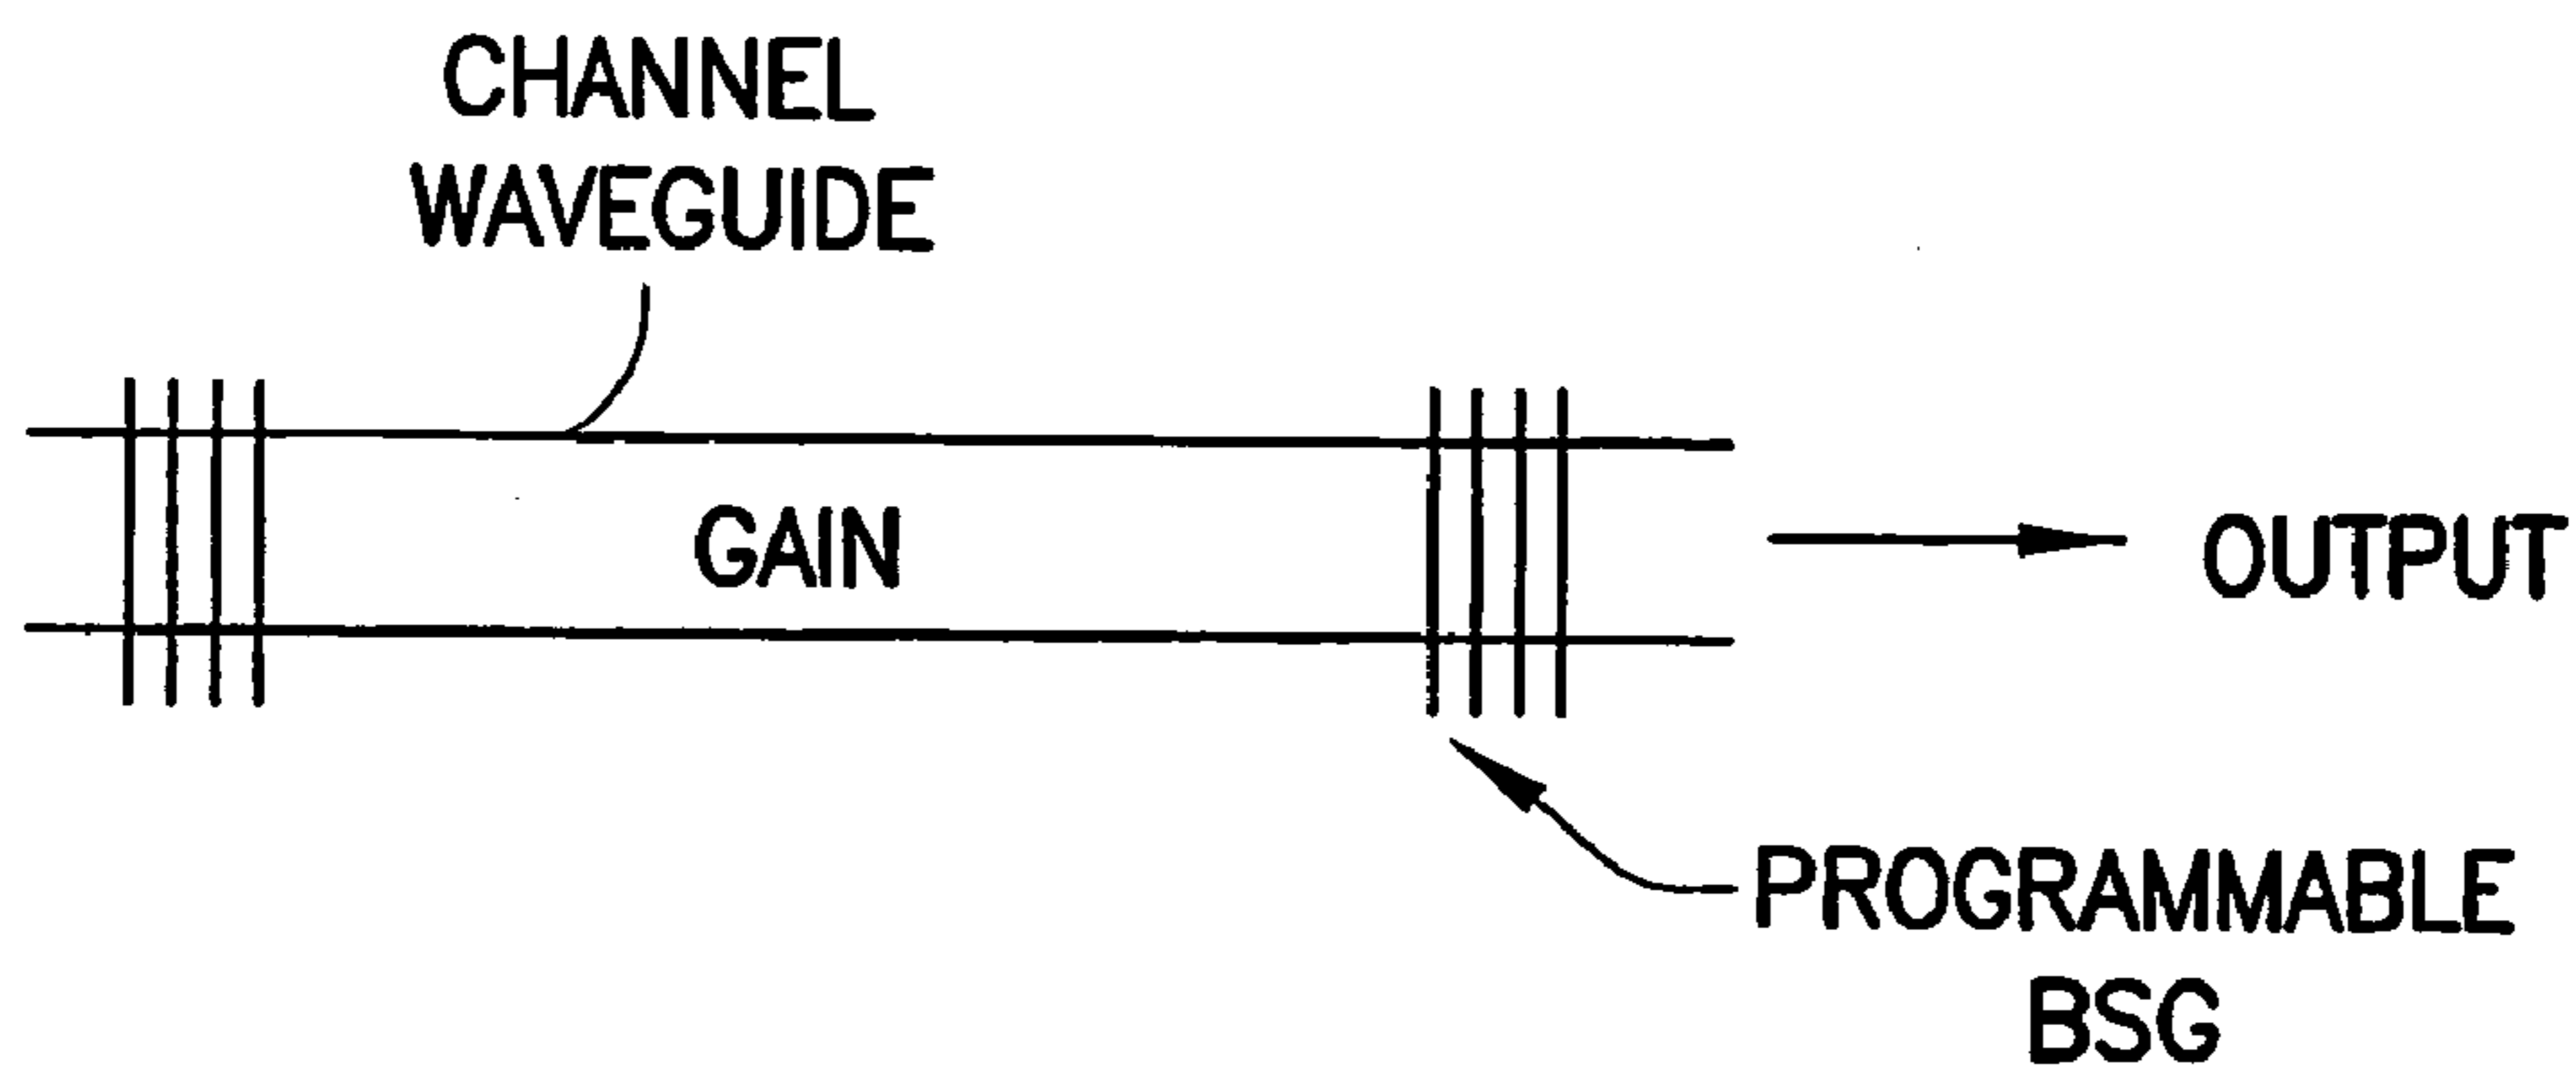 CHANNEL
WAVEGUIDE
GAIN
OUTPUT
PROGRAMMABLE
BSG